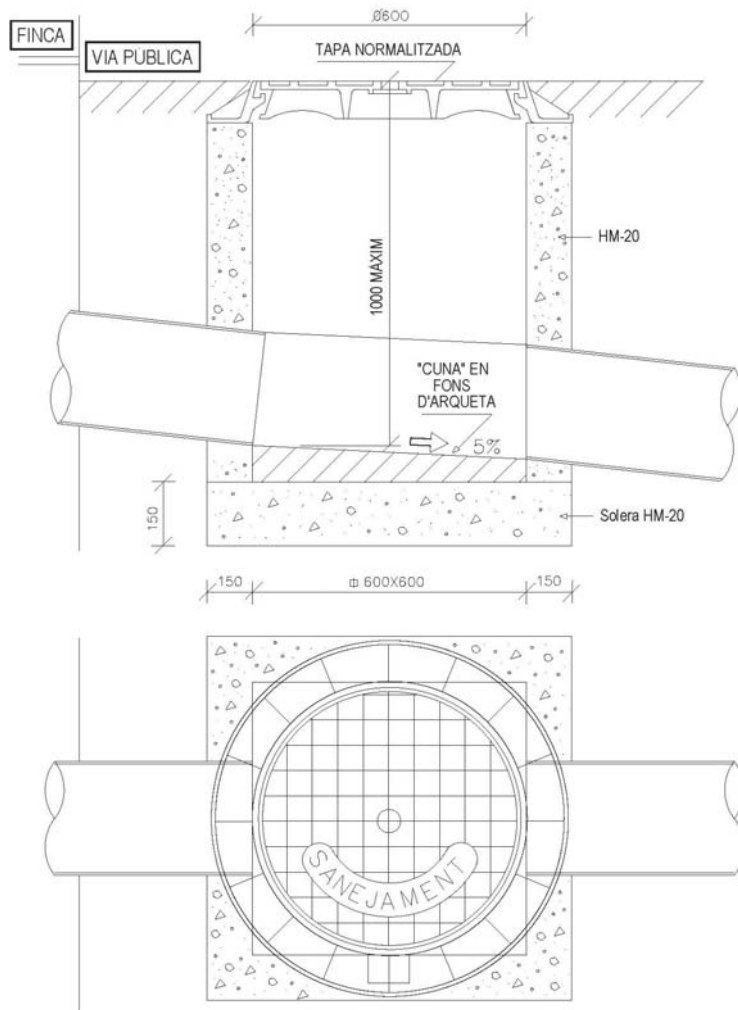 FINCA
VIA PÚBLICA
Ø600
TAPA NORMALITZADA
HM-20
1000 MAXIM
"CUNA" EN
FONS
D'ARQUETA
5%
150
Solera HM-20
150
⌷ 600X600
150
SANEJAMENT